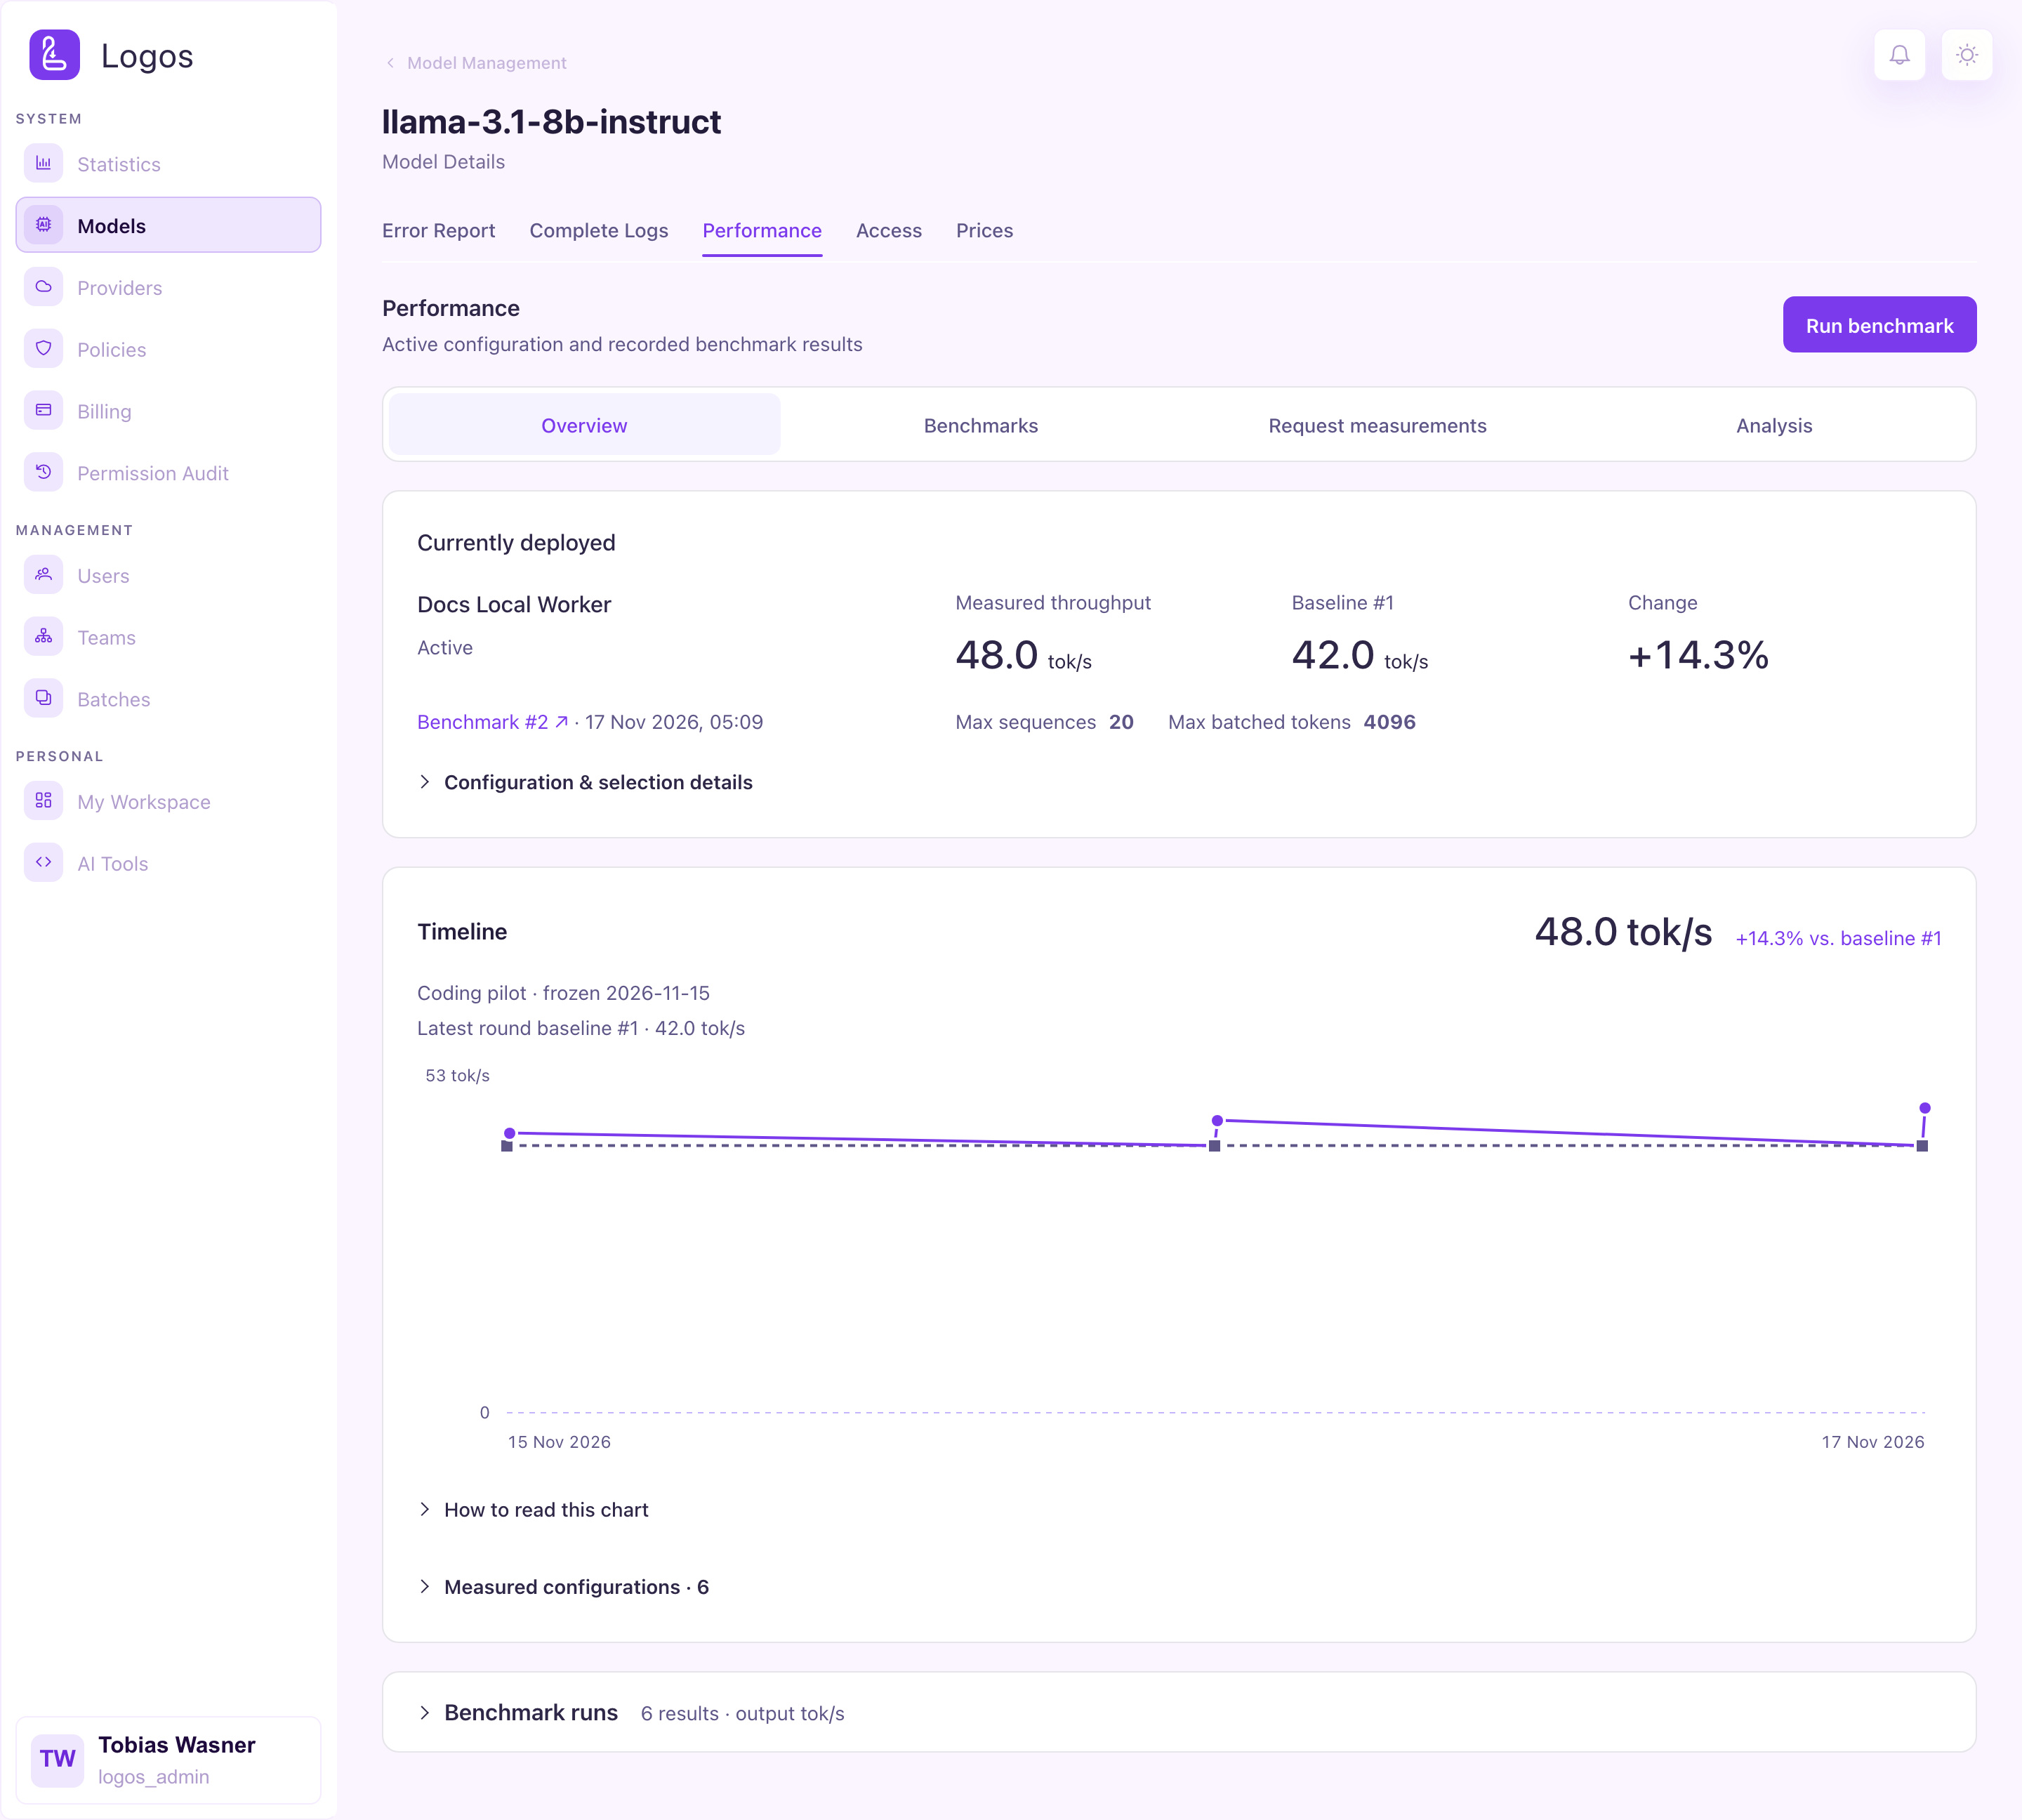 Logos
SYSTEM
Statistics
Models
Providers
Policies
Billing
Permission Audit
MANAGEMENT
Users
Teams
Batches
PERSONAL
My Workspace
AI Tools
TW
Tobias Wasner
logos_admin
Model Management
llama-3.1-8b-instruct
Model Details
Error Report Complete Logs Performance Access Prices
Performance
Active configuration and recorded benchmark results
Run benchmark
Overview Benchmarks Request measurements Analysis
Currently deployed
Docs Local Worker Measured throughput Baseline #1 Change
Active 48.0 tok/s 42.0 tok/s +14.3%
Benchmark #2 ↗ · 17 Nov 2026, 05:09 Max sequences 20 Max batched tokens 4096
Configuration & selection details
Timeline 48.0 tok/s +14.3% vs. baseline #1
Coding pilot · frozen 2026-11-15
Latest round baseline #1 · 42.0 tok/s
53 tok/s
0
15 Nov 2026 17 Nov 2026
How to read this chart
Measured configurations · 6
Benchmark runs 6 results · output tok/s